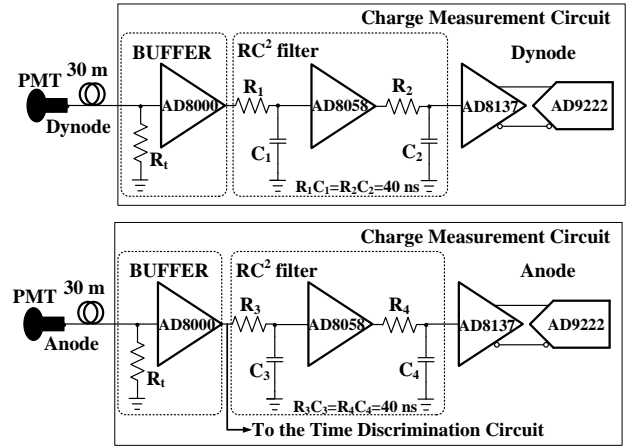 Charge Measurement Circuit
BUFFER
RC² filter
Dynode
PMT
30 m
AD8000
R₁
AD8058
R₂
AD8137
AD9222
Dynode
Rₜ
C₁
C₂
R₁C₁=R₂C₂=40 ns
Charge Measurement Circuit
BUFFER
RC² filter
Anode
PMT
30 m
AD8000
R₃
AD8058
R₄
AD8137
AD9222
Anode
Rₜ
C₃
C₄
R₃C₃=R₄C₄=40 ns
To the Time Discrimination Circuit